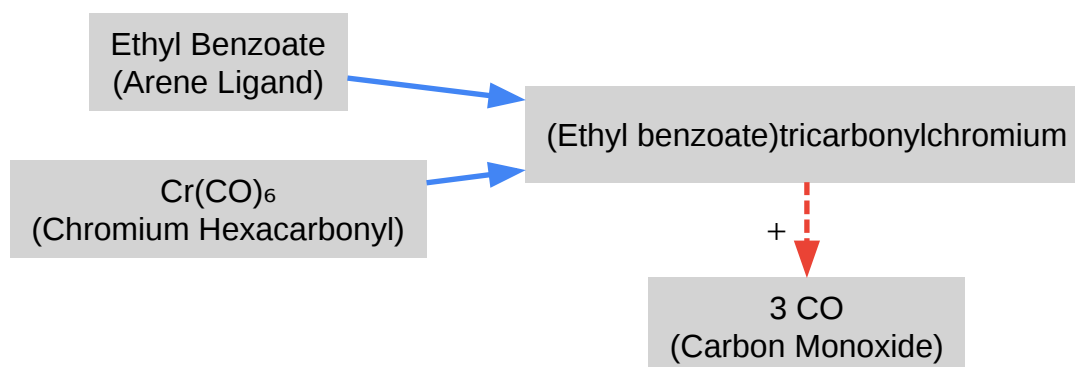 Ethyl Benzoate
(Arene Ligand)
(Ethyl benzoate)tricarbonylchromium
Cr(CO)₆
(Chromium Hexacarbonyl)
+
3 CO
(Carbon Monoxide)